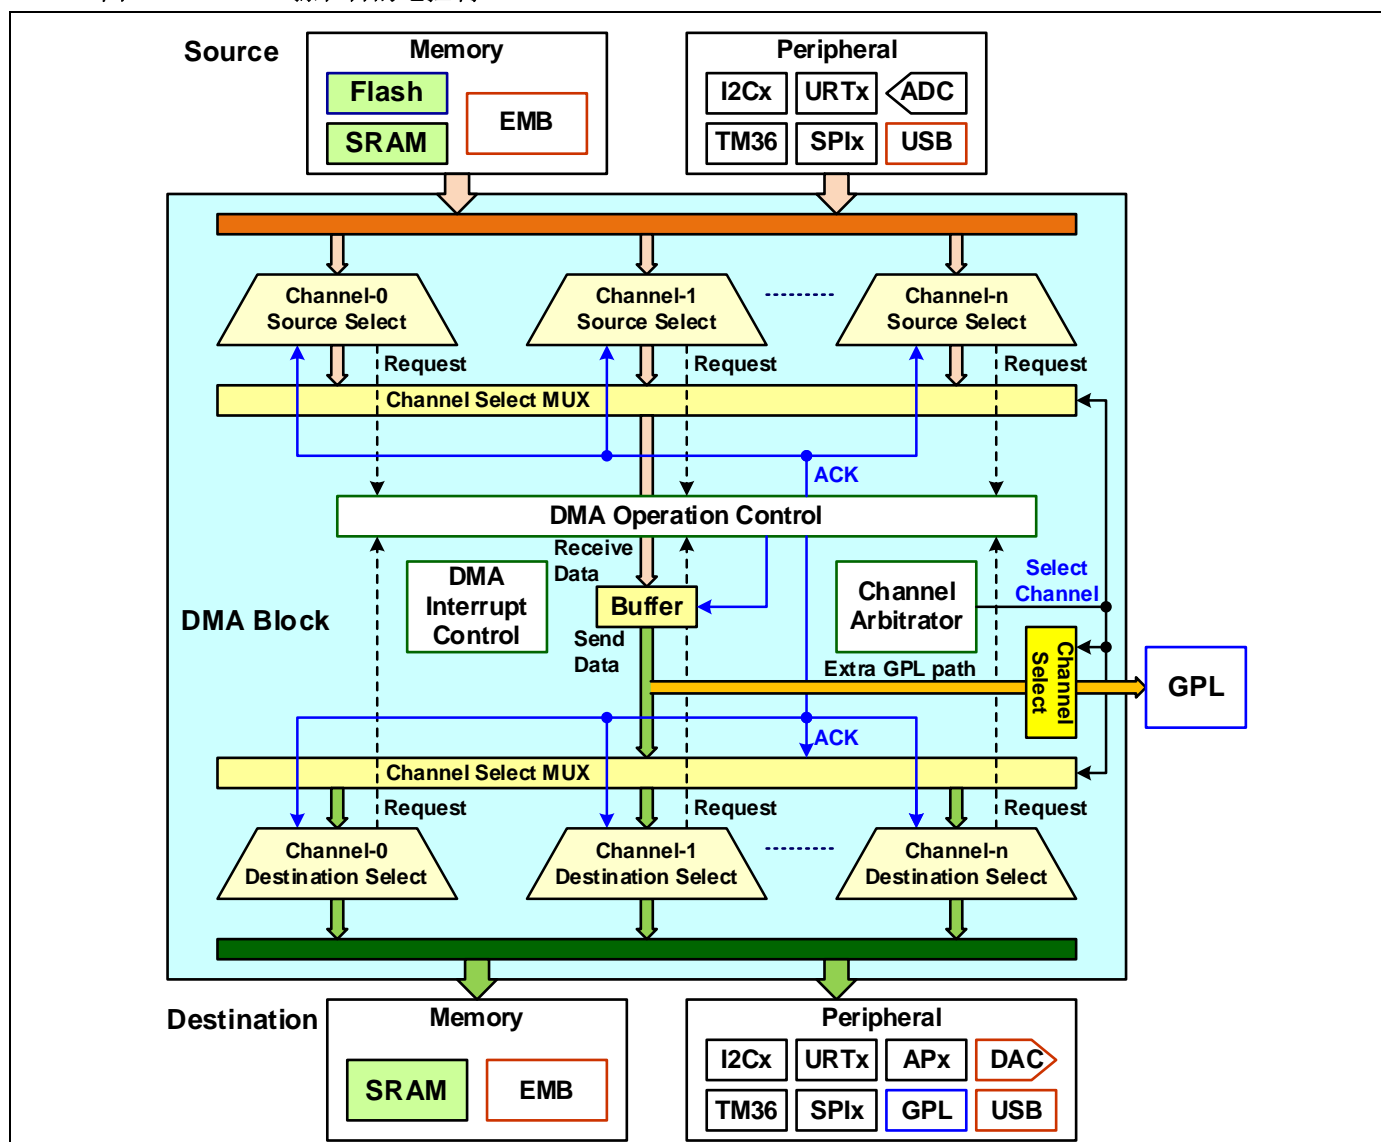 Source
Memory
Peripheral
Flash
SRAM
EMB
I2Cx
URTx
ADC
TM36
SPIx
USB
Channel-0
Source Select
Channel-1
Source Select
Channel-n
Source Select
Request
Request
Request
Channel Select MUX
ACK
DMA Operation Control
Receive
Data
DMA
Interrupt
Control
Buffer
Channel
Arbitrator
Select
Channel
DMA Block
Send
Data
Extra GPL path
Channel
Select
GPL
ACK
Channel Select MUX
Request
Request
Request
Channel-0
Destination Select
Channel-1
Destination Select
Channel-n
Destination Select
Destination
Memory
Peripheral
SRAM
EMB
I2Cx
URTx
APx
DAC
TM36
SPIx
GPL
USB